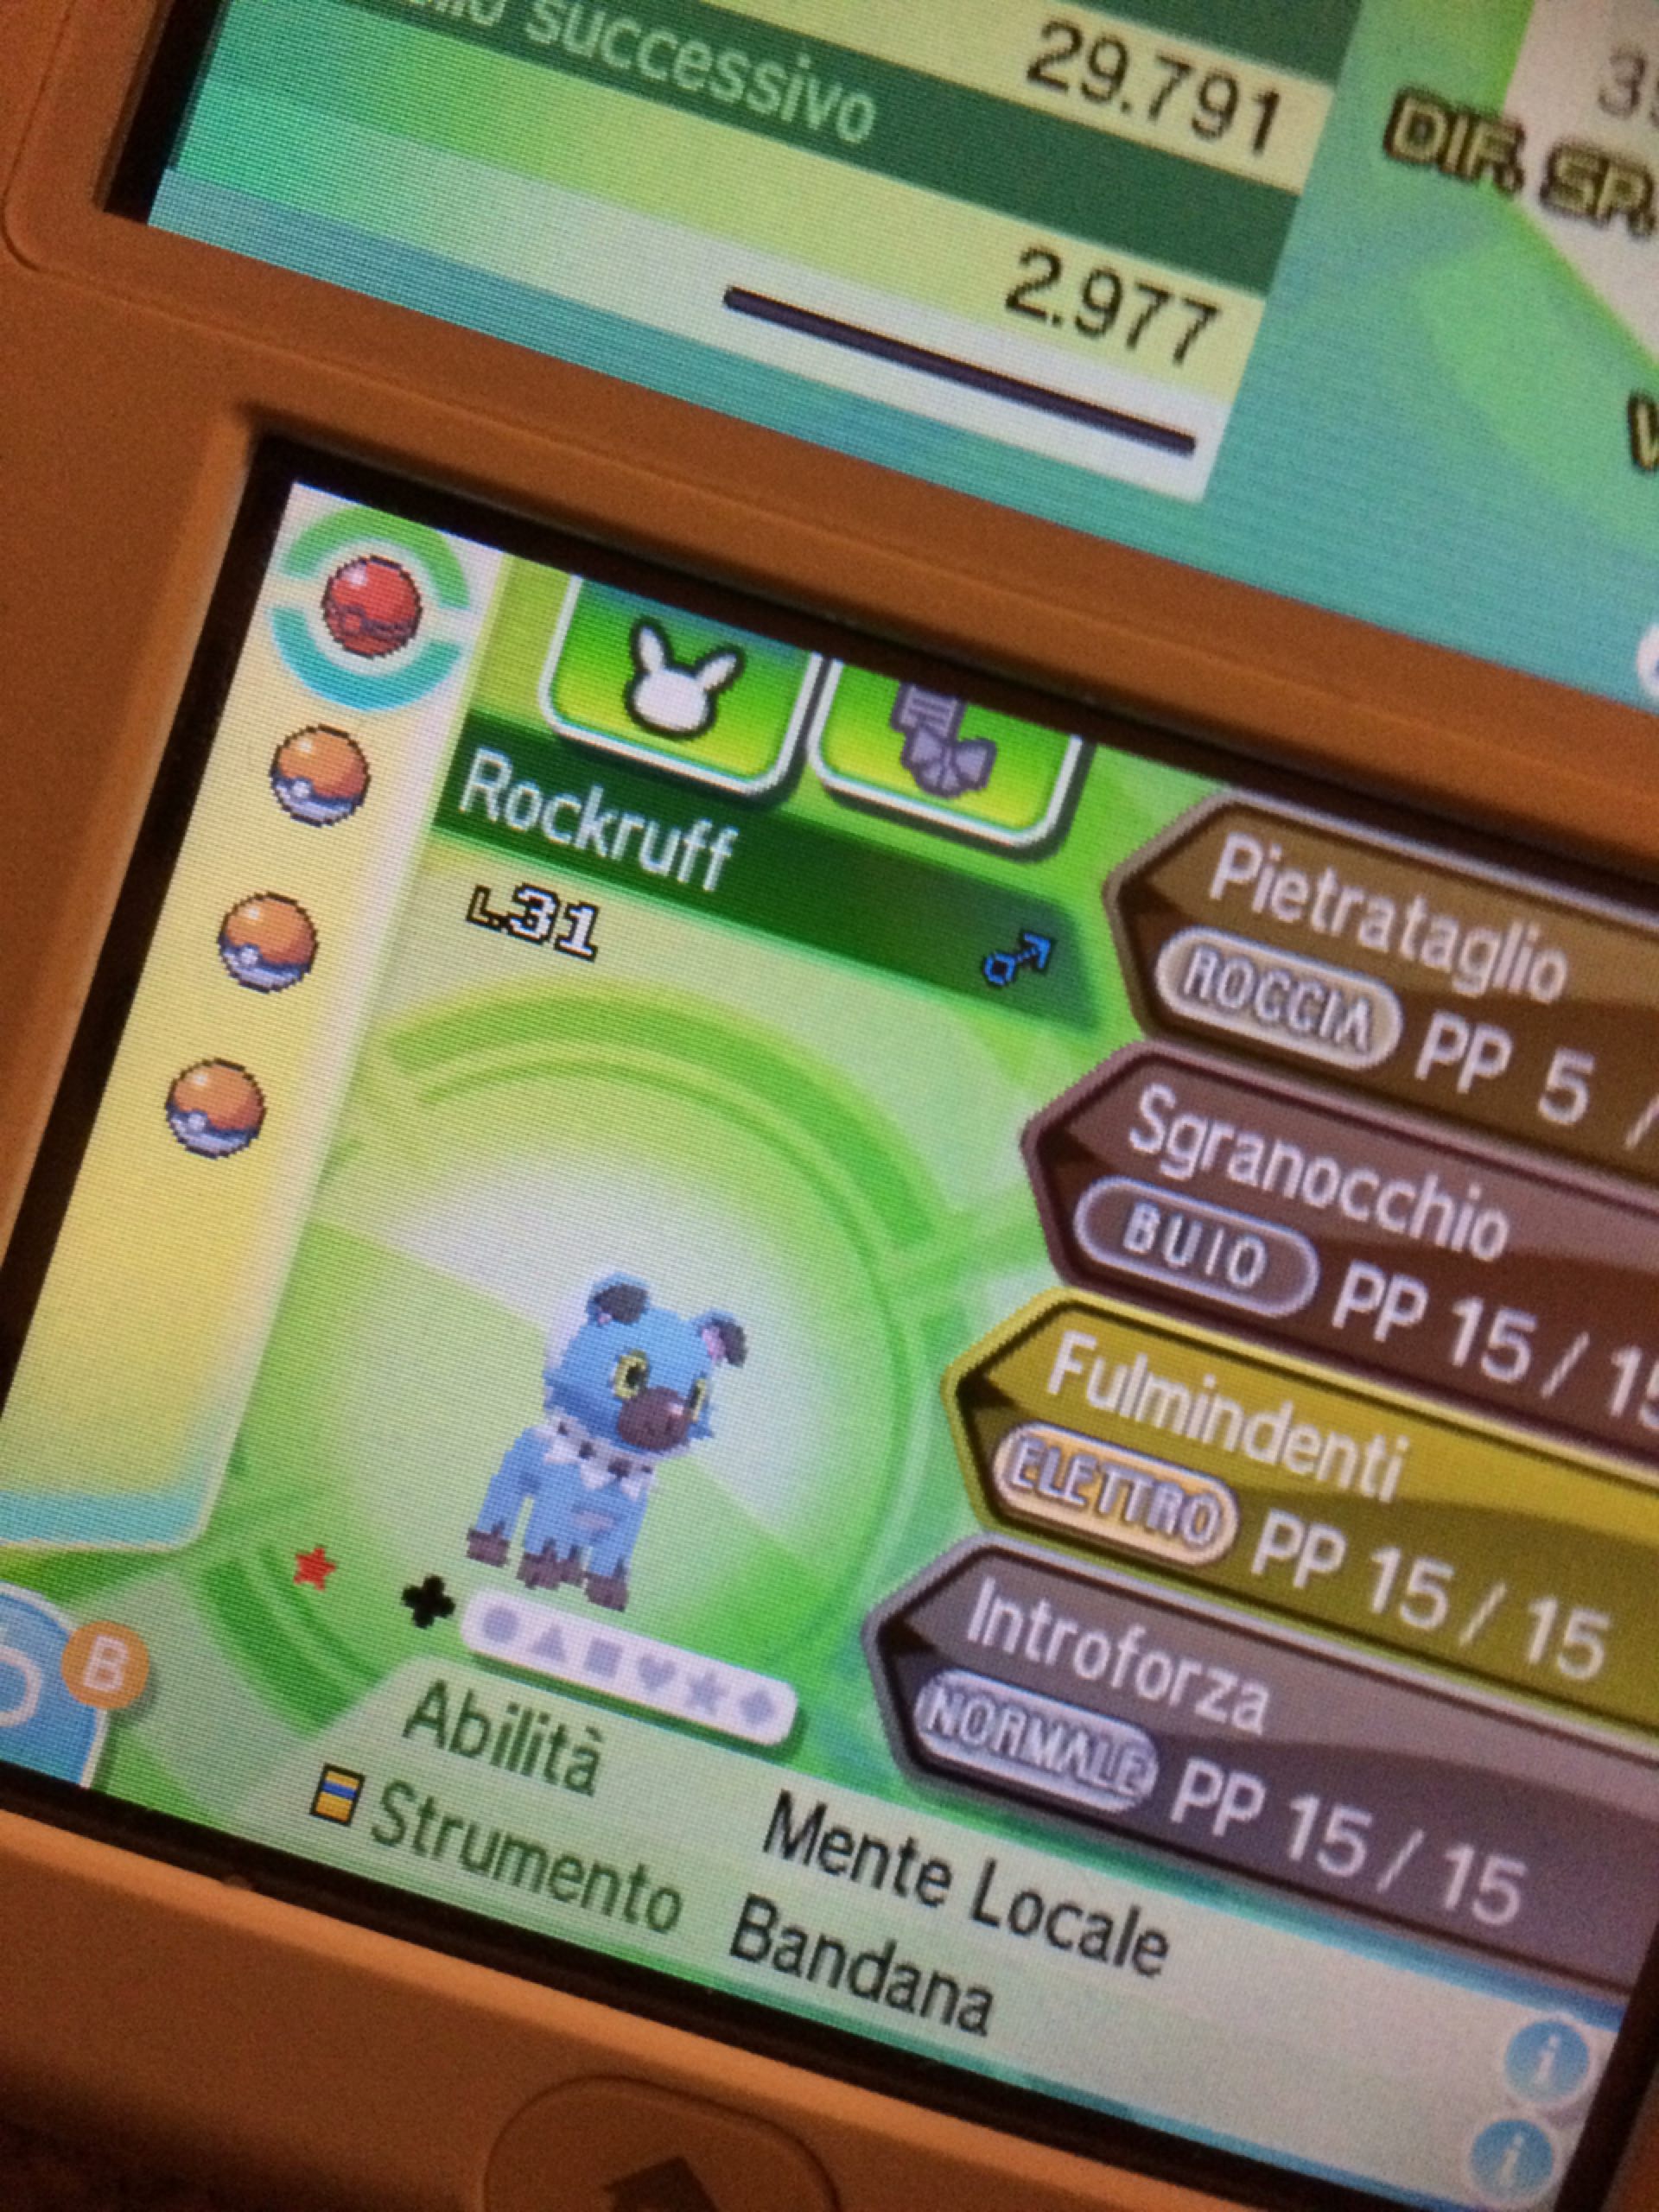 successivo
29.791
2.977
DIF. SP.
Rockruff
L.31
Pietrataglio
ROCCIA PP 5 /
Sgranocchio
BUIO PP 15 / 15
Fulmindenti
ELETTRO PP 15 / 15
Introforza
NORMALE PP 15 / 15
B
Abilità Mente Locale
Strumento Bandana
i
i